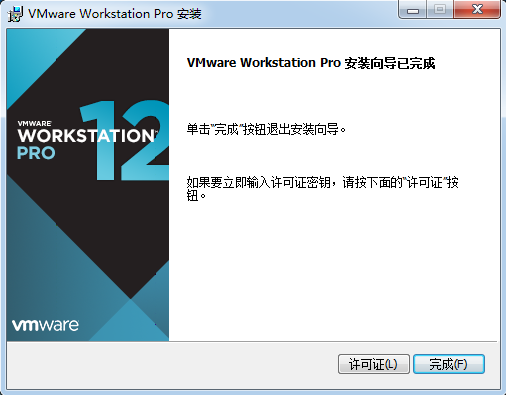 VMware Workstation Pro 安装
VMware Workstation Pro 安装向导已完成
VMWARE
WORKSTATION™
PRO
12
单击"完成"按钮退出安装向导。
如果要立即输入许可证密钥，请按下面的"许可证"按
钮。
vmware
许可证(L)
完成(F)